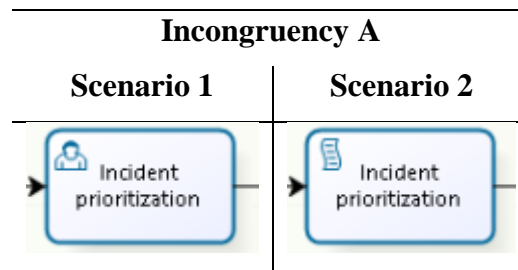 Incongruency A
Scenario 1 Scenario 2
Incident Incident
prioritization prioritization